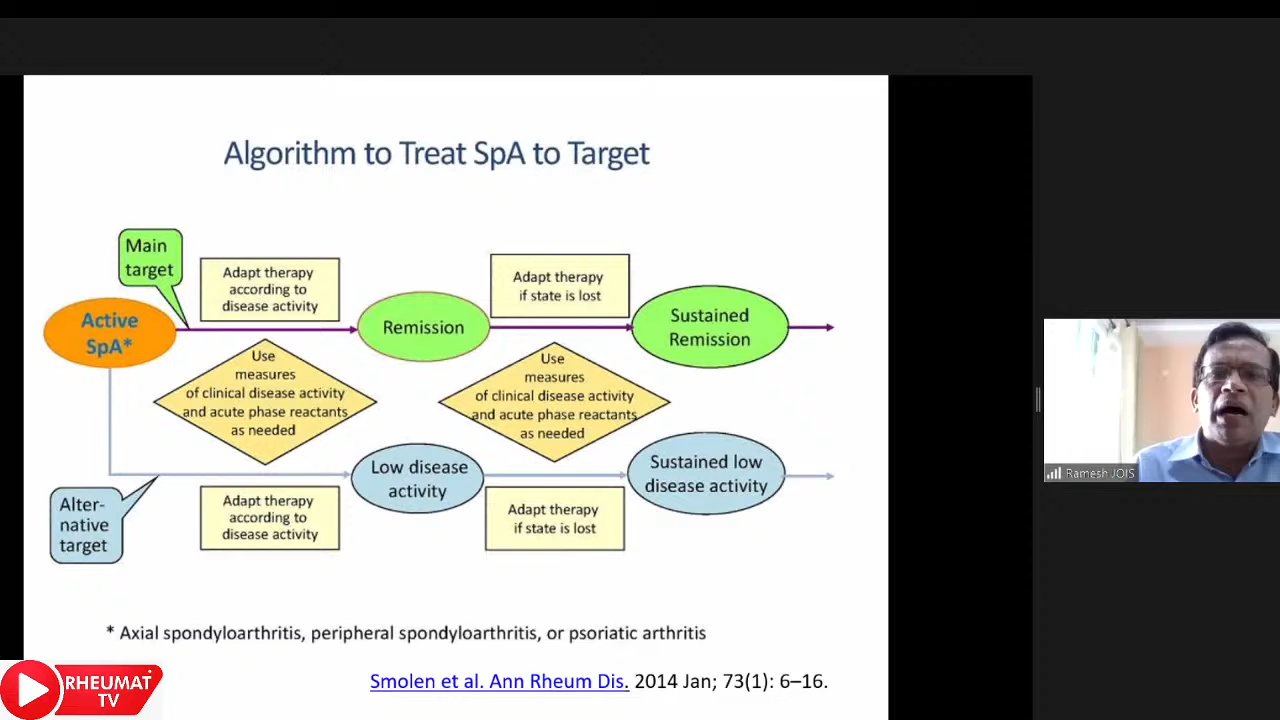 Algorithm to Treat SpA to Target
Main
target
Adapt therapy
according to
disease activity
Adapt therapy
if state is lost
Active
SpA*
Remission
Sustained
Remission
Use
measures
of clinical disease activity
and acute phase reactants
as needed
Use
measures
of clinical disease activity
and acute phase reactants
as needed
Low disease
activity
Sustained low
disease activity
Alter-
native
target
Adapt therapy
according to
disease activity
Adapt therapy
if state is lost
* Axial spondyloarthritis, peripheral spondyloarthritis, or psoriatic arthritis
Smolen et al. Ann Rheum Dis. 2014 Jan; 73(1): 6–16.
RHEUMAT
TV
Ramesh JOIS